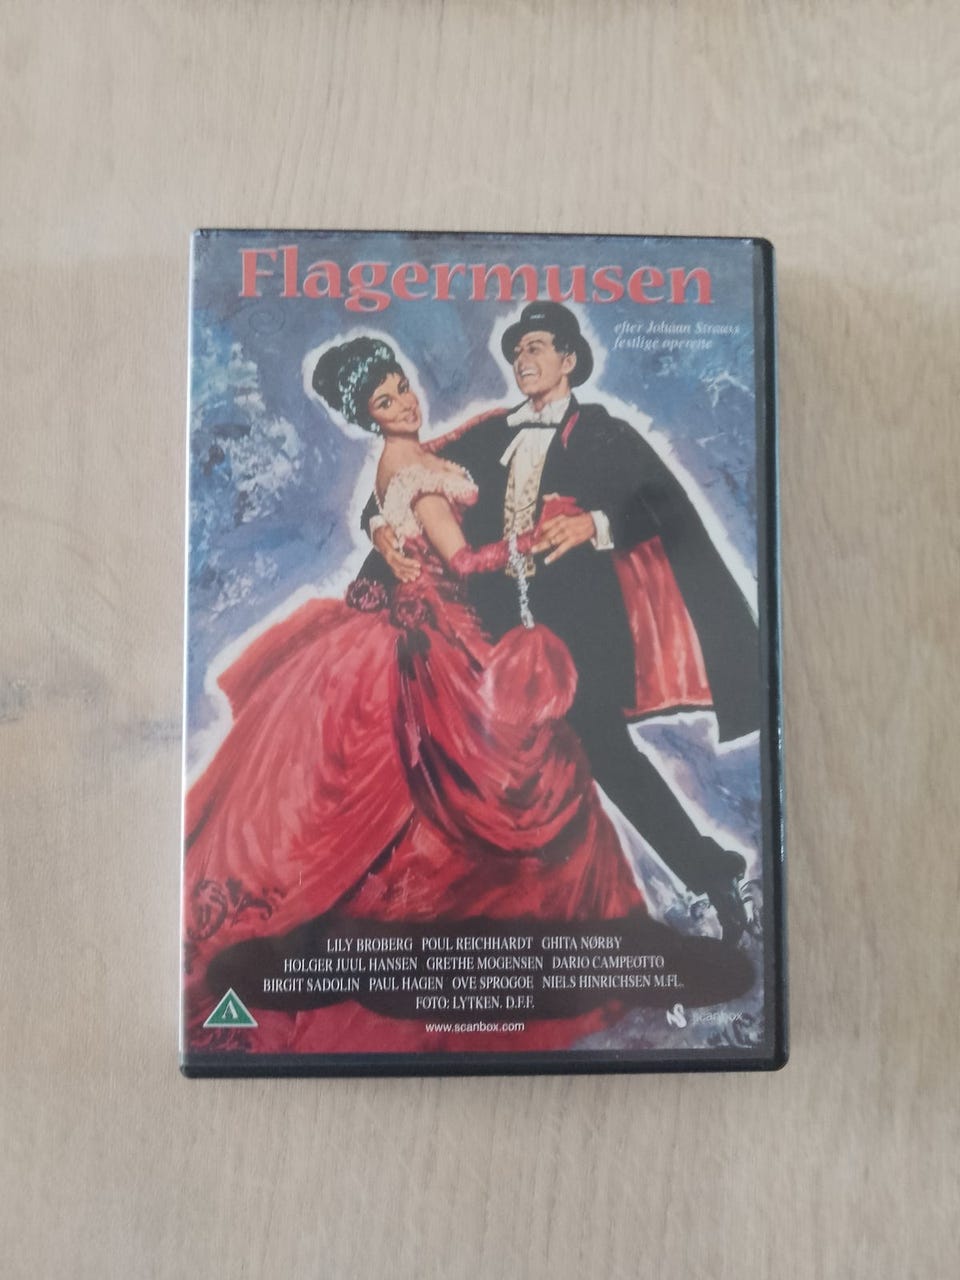 Flagermusen
efter Johann Strauss
festlige operette
LILY BROBERG POUL REICHHARDT GHITA NØRBY
HOLGER JUUL HANSEN GRETHE MOGENSEN DARIO CAMPEOTTO
BIRGIT SADOLIN PAUL HAGEN OVE SPROGØE NIELS HINRICHSEN M.FL.
FOTO: LYTKEN. D.F.F.
A
scanbox
www.scanbox.com